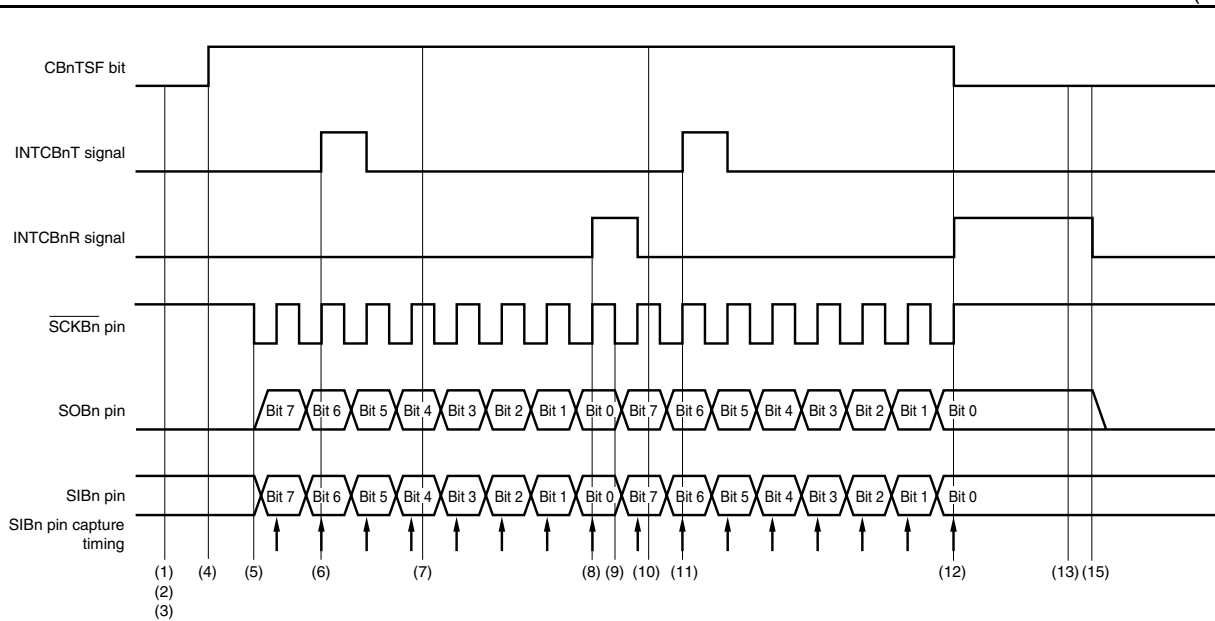 CBnTSF bit
INTCBnT signal
INTCBnR signal
SCKBn pin
SOBn pin
Bit 7 Bit 6 Bit 5 Bit 4 Bit 3 Bit 2 Bit 1 Bit 0 Bit 7 Bit 6 Bit 5 Bit 4 Bit 3 Bit 2 Bit 1 Bit 0
SIBn pin
Bit 7 Bit 6 Bit 5 Bit 4 Bit 3 Bit 2 Bit 1 Bit 0 Bit 7 Bit 6 Bit 5 Bit 4 Bit 3 Bit 2 Bit 1 Bit 0
SIBn pin capture
timing
(1) (4) (5) (6) (7) (8) (9) (10) (11) (12) (13) (15)
(2)
(3)